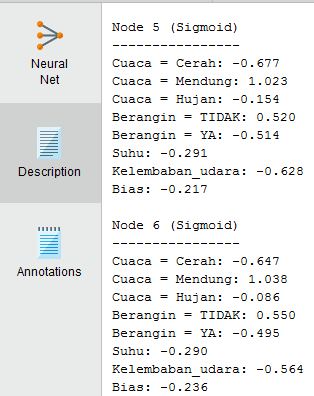 Neural
Net
Description
Annotations
Node 5 (Sigmoid)
----------------
Cuaca = Cerah: -0.677
Cuaca = Mendung: 1.023
Cuaca = Hujan: -0.154
Berangin = TIDAK: 0.520
Berangin = YA: -0.514
Suhu: -0.291
Kelembaban_udara: -0.628
Bias: -0.217
Node 6 (Sigmoid)
----------------
Cuaca = Cerah: -0.647
Cuaca = Mendung: 1.038
Cuaca = Hujan: -0.086
Berangin = TIDAK: 0.550
Berangin = YA: -0.495
Suhu: -0.290
Kelembaban_udara: -0.564
Bias: -0.236